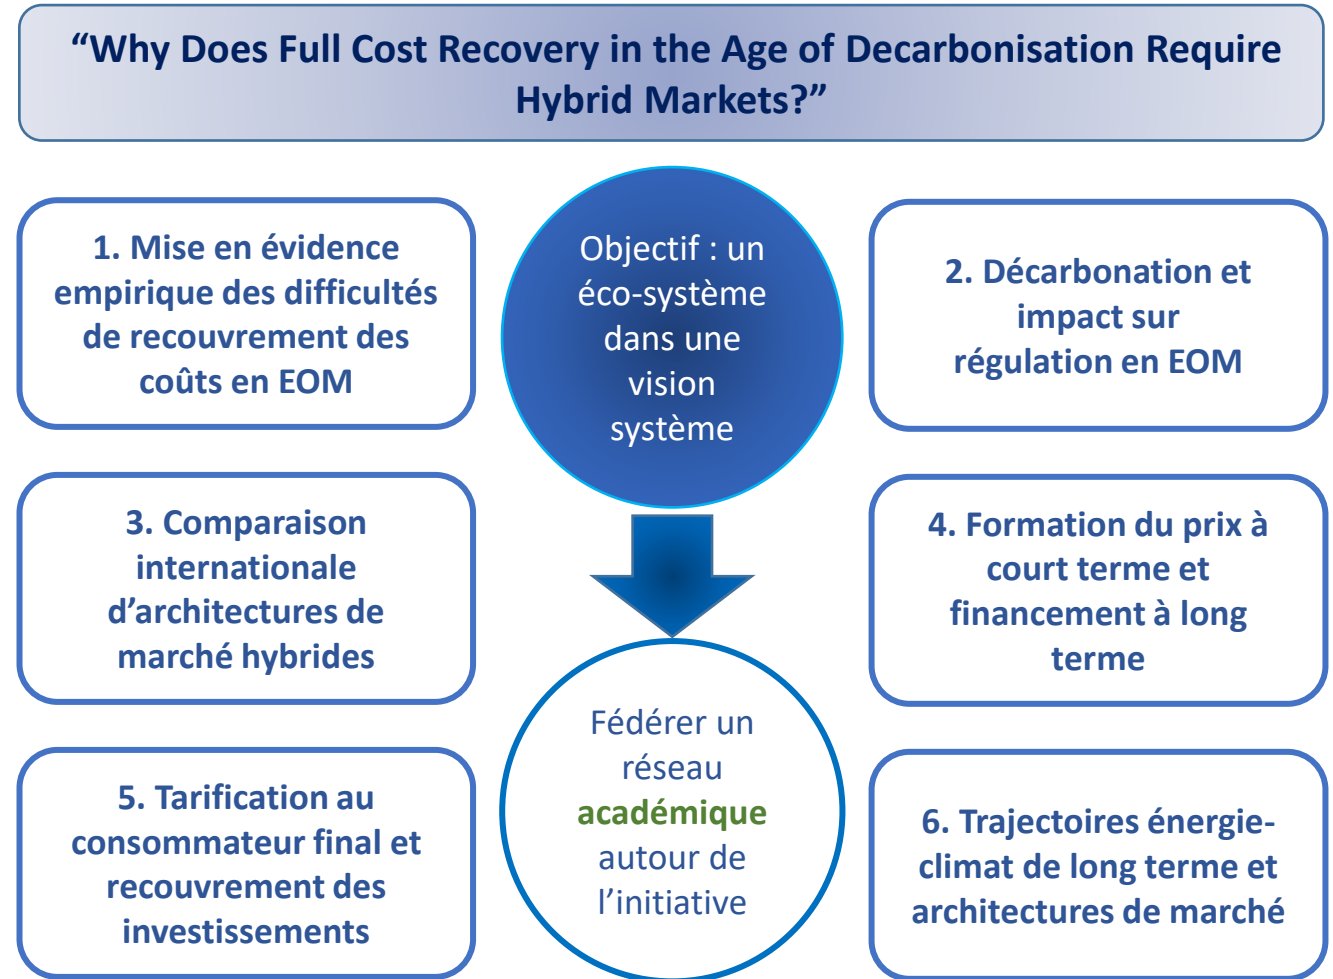 “Why Does Full Cost Recovery in the Age of Decarbonisation Require
Hybrid Markets?”
1. Mise en évidence
empirique des difficultés
de recouvrement des
coûts en EOM
Objectif : un
éco-système
dans une
vision
système
2. Décarbonation et
impact sur
régulation en EOM
3. Comparaison
internationale
d’architectures de
marché hybrides
4. Formation du prix à
court terme et
financement à long
terme
Fédérer un
réseau
académique
autour de
l’initiative
5. Tarification au
consommateur final et
recouvrement des
investissements
6. Trajectoires énergie-
climat de long terme et
architectures de marché